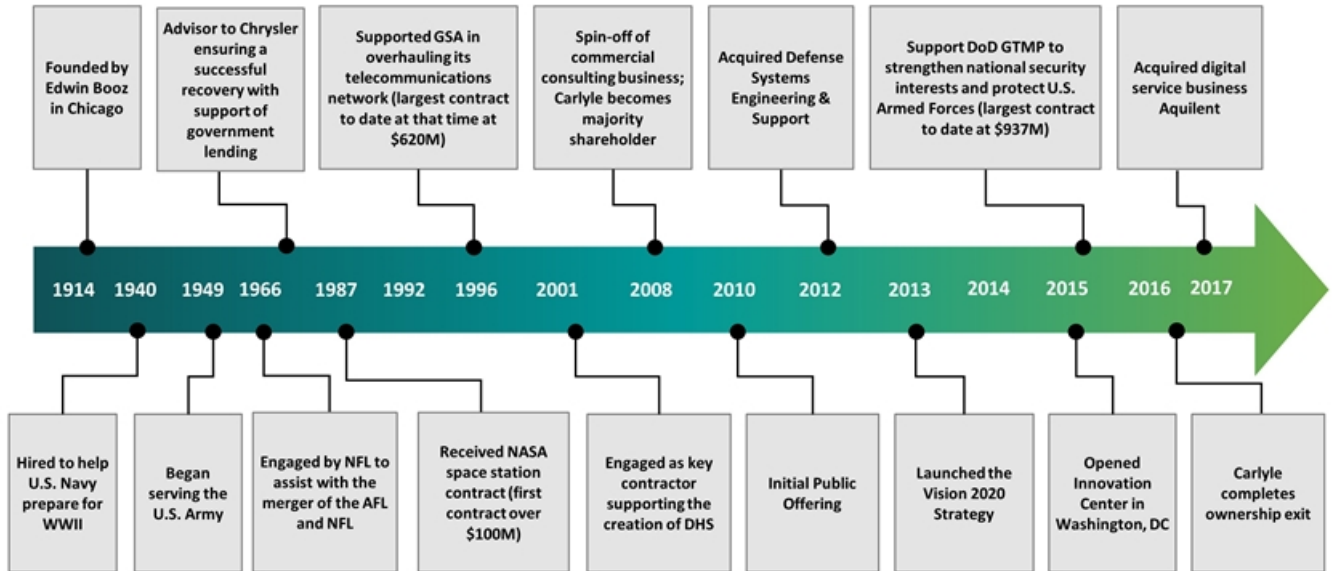 Founded by
Edwin Booz
in Chicago
Advisor to Chrysler
ensuring a
successful
recovery with
support of
government
lending
Supported GSA in
overhauling its
telecommunications
network (largest contract
to date at that time at
$620M)
Spin-off of
commercial
consulting business;
Carlyle becomes
majority
shareholder
Acquired Defense
Systems
Engineering &
Support
Support DoD GTMP to
strengthen national security
interests and protect U.S.
Armed Forces (largest contract
to date at $937M)
Acquired digital
service business
Aquilent
1914 1940 1949 1966 1987 1992 1996 2001 2008 2010 2012 2013 2014 2015 2016 2017
Hired to help
U.S. Navy
prepare for
WWII
Began
serving the
U.S. Army
Engaged by NFL to
assist with the
merger of the AFL
and NFL
Received NASA
space station
contract (first
contract over
$100M)
Engaged as key
contractor
supporting the
creation of DHS
Initial Public
Offering
Launched the
Vision 2020
Strategy
Opened
Innovation
Center in
Washington, DC
Carlyle
completes
ownership exit